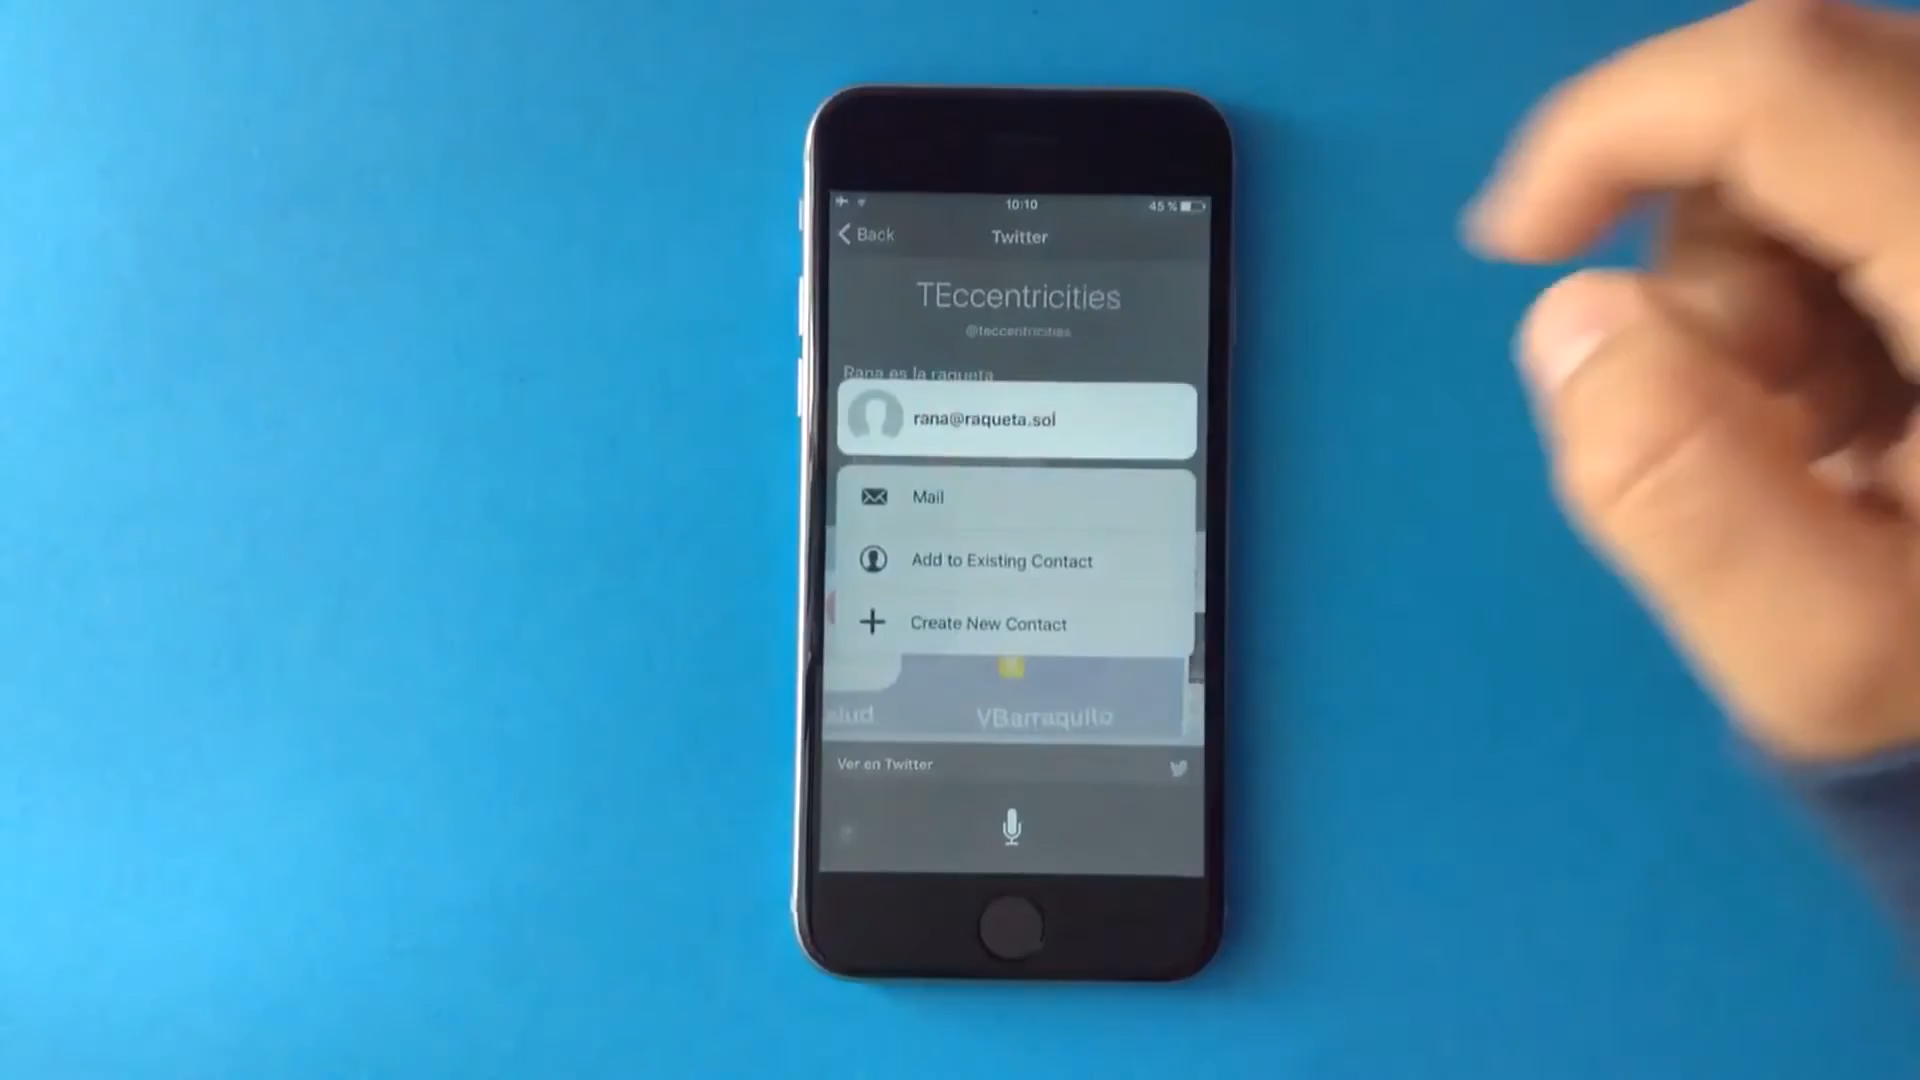 10:10
45 %
Back
Twitter
TEccentricities
@teccentricities
Rana es la raqueta
rana@raqueta.sol
Mail
Add to Existing Contact
Create New Contact
alud
VBarraquito
Ver en Twitter